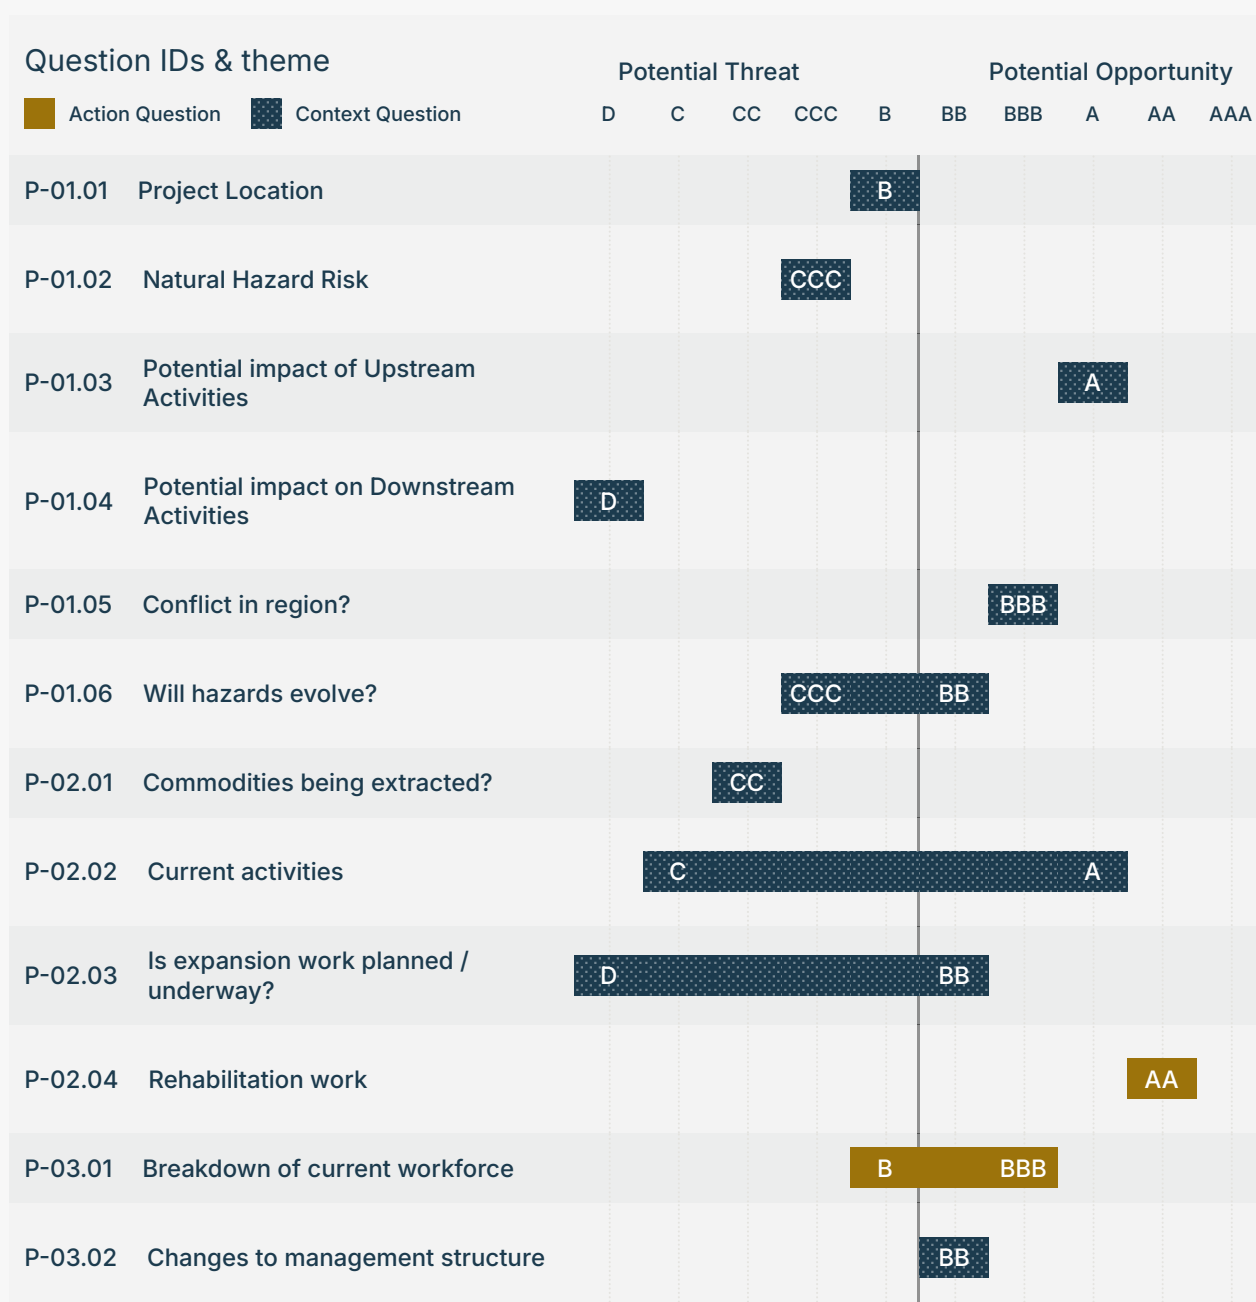 Question IDs & theme
Potential Threat
Potential Opportunity
Action Question
Context Question
D C CC CCC B BB BBB A AA AAA
P-01.01 Project Location B
P-01.02 Natural Hazard Risk CCC
P-01.03 Potential impact of Upstream
Activities
A
P-01.04 Potential impact on Downstream
Activities
D
P-01.05 Conflict in region? BBB
P-01.06 Will hazards evolve? CCC BB
P-02.01 Commodities being extracted? CC
P-02.02 Current activities C A
P-02.03 Is expansion work planned /
underway?
D BB
P-02.04 Rehabilitation work AA
P-03.01 Breakdown of current workforce B BBB
P-03.02 Changes to management structure BB